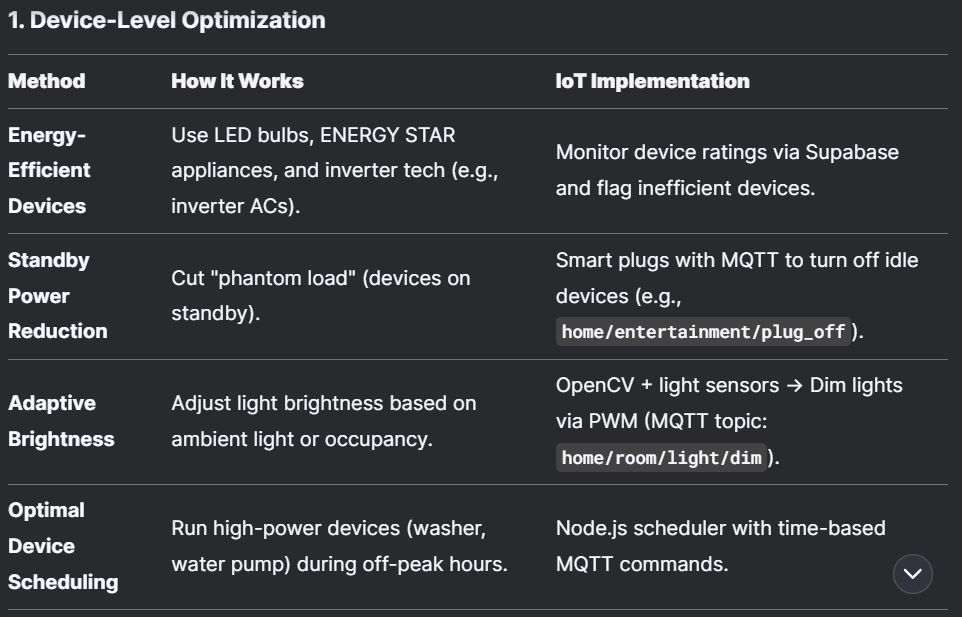 1. Device-Level Optimization
Method
How It Works
IoT Implementation
Energy-
Efficient
Devices
Use LED bulbs, ENERGY STAR
appliances, and inverter tech (e.g.,
inverter ACs).
Monitor device ratings via Supabase
and flag inefficient devices.
Standby
Power
Reduction
Cut "phantom load" (devices on
standby).
Smart plugs with MQTT to turn off idle
devices (e.g.,
home/entertainment/plug_off).
Adaptive
Brightness
Adjust light brightness based on
ambient light or occupancy.
OpenCV + light sensors → Dim lights
via PWM (MQTT topic:
home/room/light/dim).
Optimal
Device
Scheduling
Run high-power devices (washer,
water pump) during off-peak hours.
Node.js scheduler with time-based
MQTT commands.